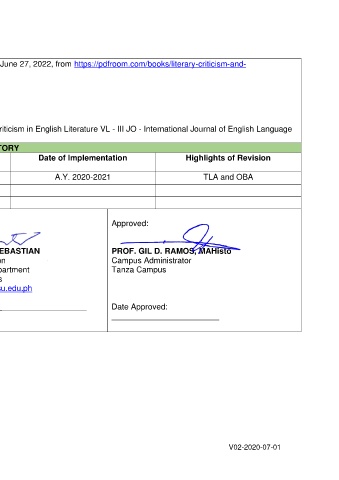 June 27, 2022, from https://pdfroom.com/books/literary-criticism-and-
riticism in English Literature VL - III JO - International Journal of English Language
TORY
Date of Implementation Highlights of Revision
A.Y. 2020-2021 TLA and OBA
Approved:
EBASTIAN PROF. GIL D. RAMOS, MAHisto
on Campus Administrator
partment Tanza Campus
s
su.edu.ph
Date Approved:
V02-2020-07-01